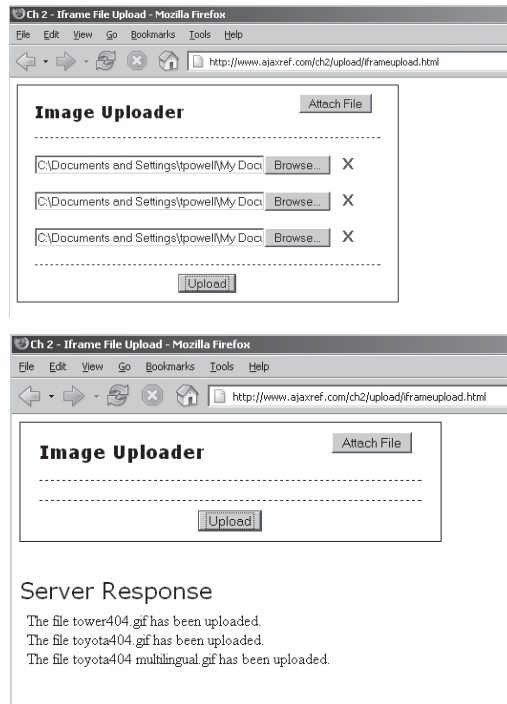 Ch 2 - Iframe File Upload - Mozilla Firefox
File Edit View Go Bookmarks Tools Help
http://www.ajaxref.com/ch2/upload/iframeupload.html
Image Uploader
Attach File
C:\Documents and Settings\tpowell\My Docu Browse... X
C:\Documents and Settings\tpowell\My Docu Browse... X
C:\Documents and Settings\tpowell\My Docu Browse... X
Upload
Ch 2 - Iframe File Upload - Mozilla Firefox
File Edit View Go Bookmarks Tools Help
http://www.ajaxref.com/ch2/upload/iframeupload.html
Image Uploader
Attach File
Upload
Server Response
The file tower404.gif has been uploaded.
The file toyota404.gif has been uploaded.
The file toyota404 multilingual.gif has been uploaded.